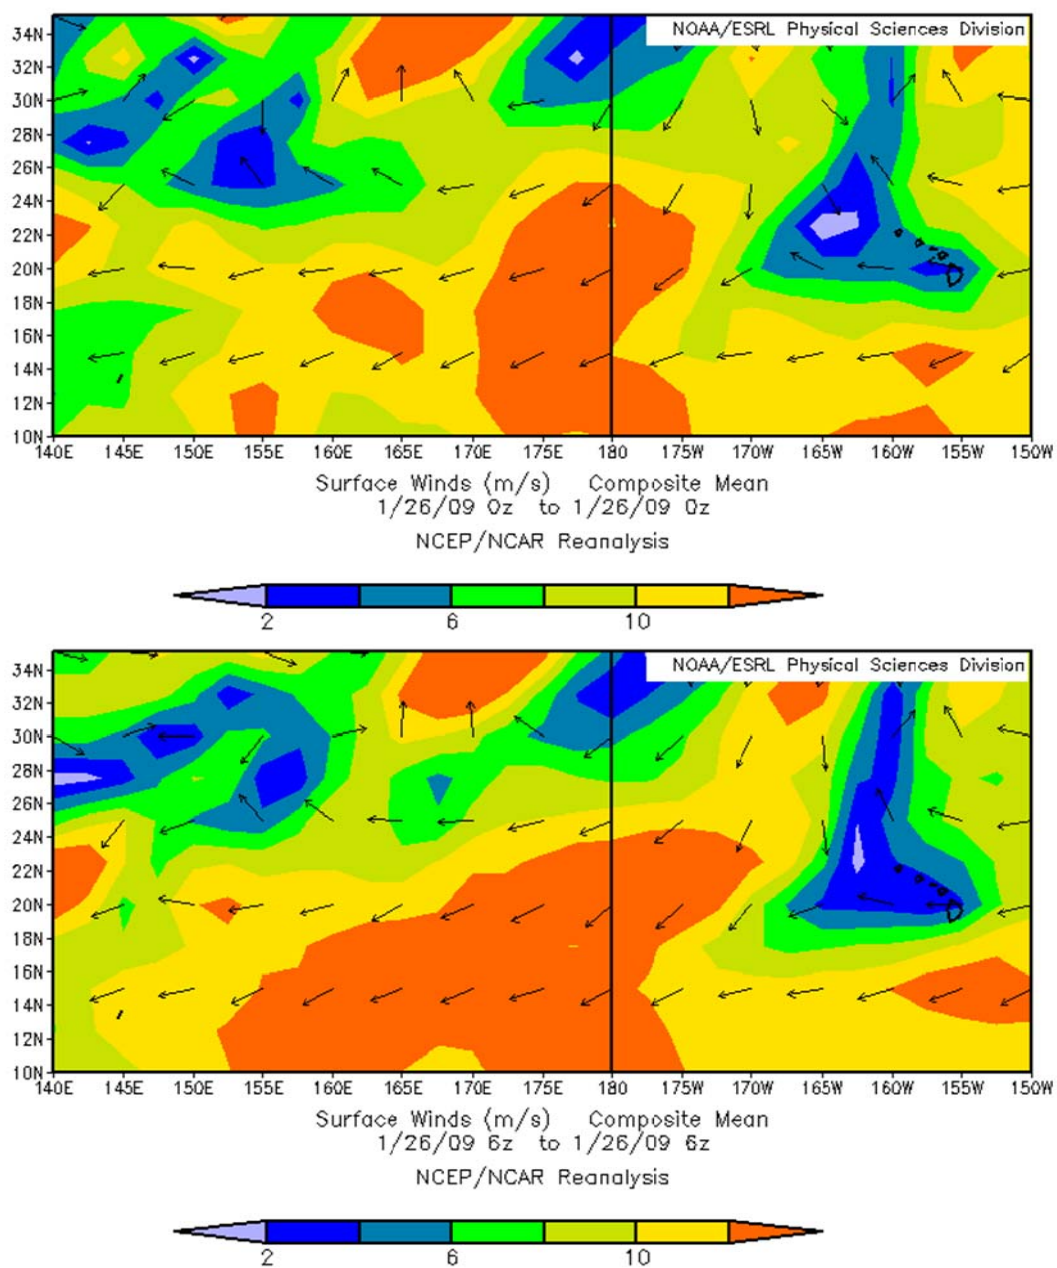 NOAA/ESRL Physical Sciences Division
34N
32N
30N
28N
26N
24N
22N
20N
18N
16N
14N
12N
10N
140E 145E 150E 155E 160E 165E 170E 175E 180 175W 170W 165W 160W 155W 150W
Surface Winds (m/s) Composite Mean
1/26/09 0z to 1/26/09 0z
NCEP/NCAR Reanalysis
2 6 10
NOAA/ESRL Physical Sciences Division
34N
32N
30N
28N
26N
24N
22N
20N
18N
16N
14N
12N
10N
140E 145E 150E 155E 160E 165E 170E 175E 180 175W 170W 165W 160W 155W 150W
Surface Winds (m/s) Composite Mean
1/26/09 6z to 1/26/09 6z
NCEP/NCAR Reanalysis
2 6 10